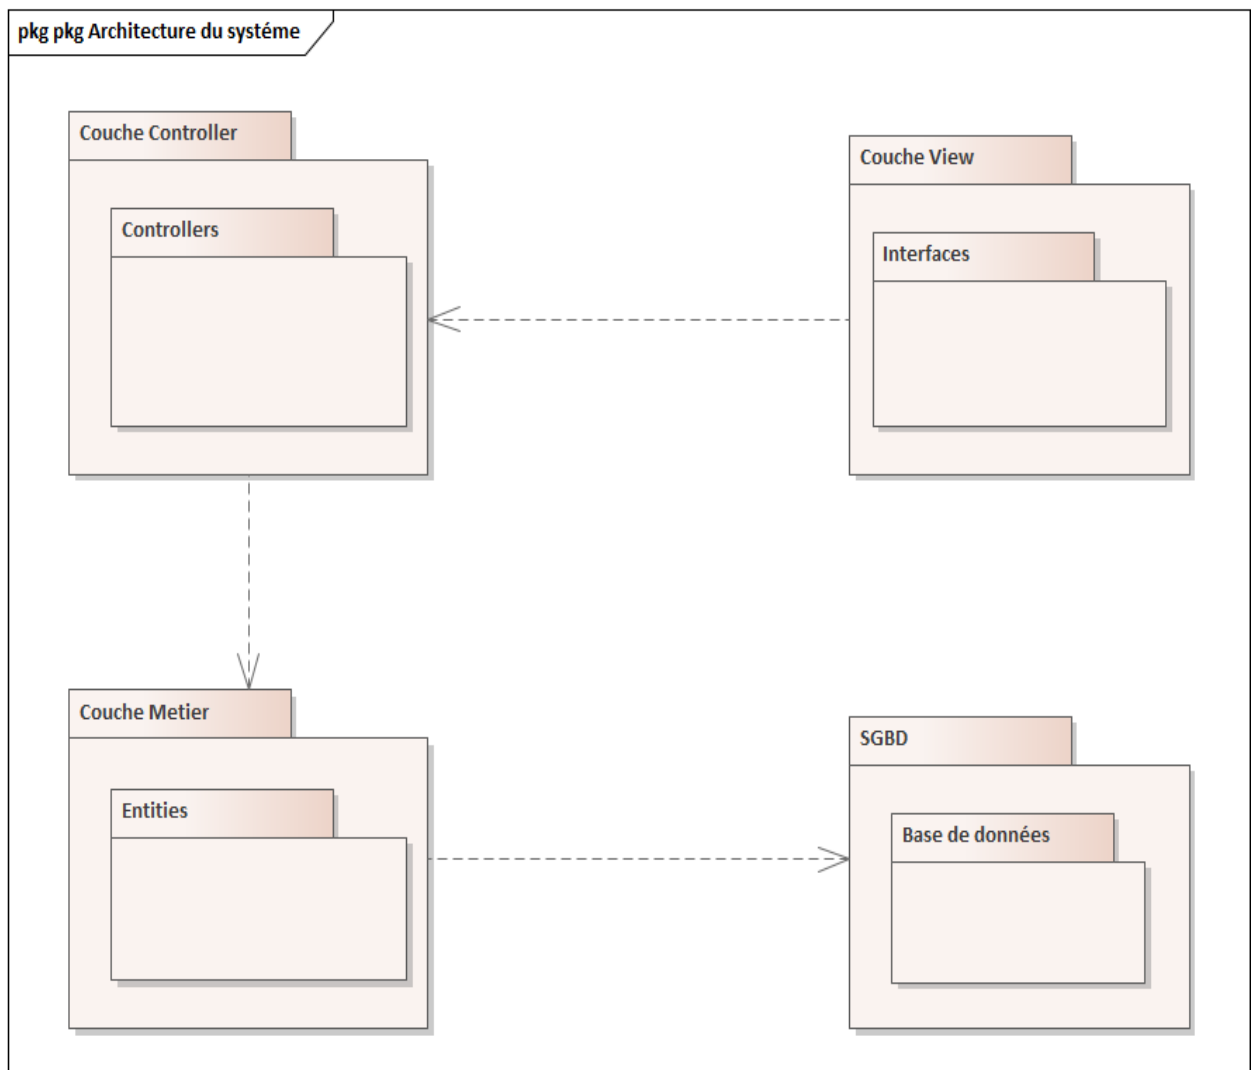 pkg pkg Architecture du systéme
Couche Controller
Controllers
Couche View
Interfaces
Couche Metier
Entities
SGBD
Base de données